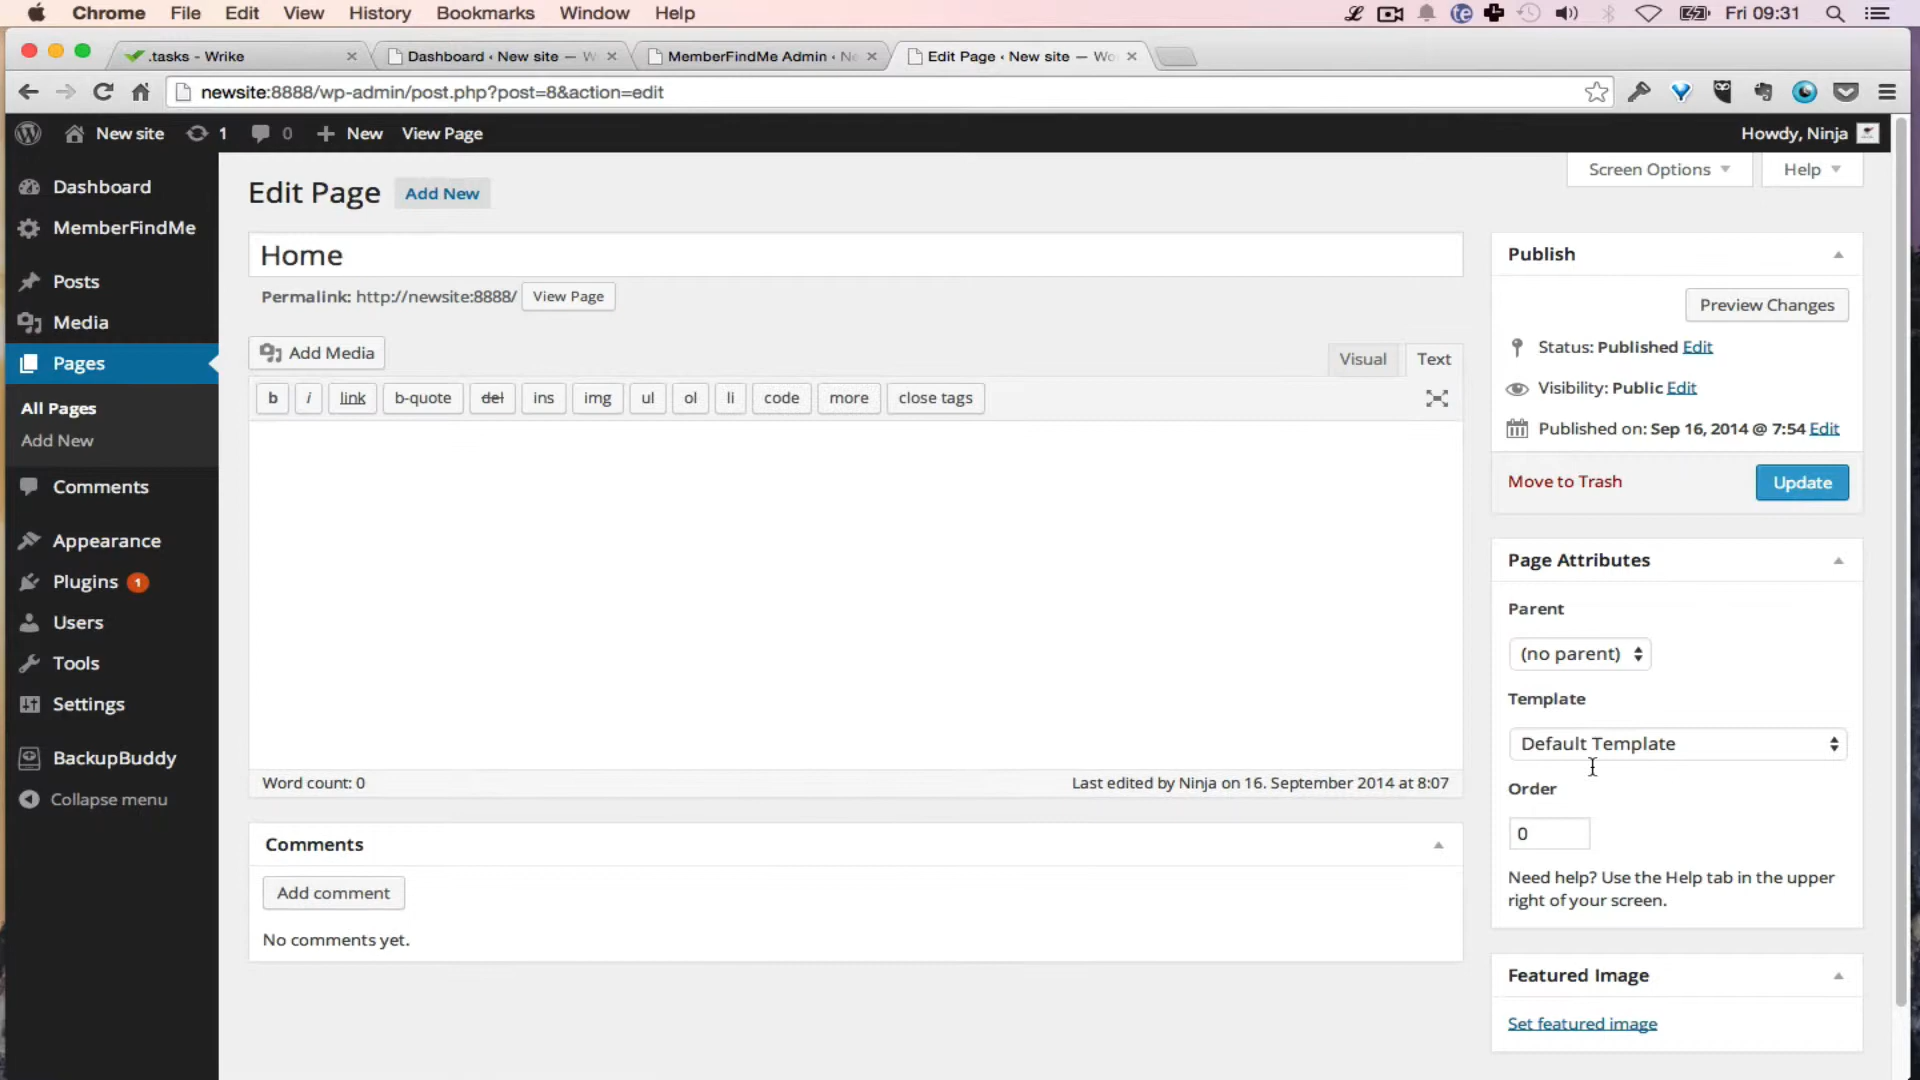 Chrome File Edit View History Bookmarks Window Help Fri 09:31
.tasks - Wrike Dashboard ‹ New site — W MemberFindMe Admin ‹ Ne Edit Page ‹ New site — Wo
newsite:8888/wp-admin/post.php?post=8&action=edit
New site 1 0 New View Page Howdy, Ninja
Screen Options Help
Dashboard
MemberFindMe
Posts
Media
Pages
All Pages
Add New
Comments
Appearance
Plugins 1
Users
Tools
Settings
BackupBuddy
Collapse menu
Edit Page Add New
Home
Permalink: http://newsite:8888/ View Page
Add Media Visual Text
b i link b-quote del ins img ul ol li code more close tags
Word count: 0 Last edited by Ninja on 16. September 2014 at 8:07
Comments
Add comment
No comments yet.
Publish
Preview Changes
Status: Published Edit
Visibility: Public Edit
Published on: Sep 16, 2014 @ 7:54 Edit
Move to Trash Update
Page Attributes
Parent
(no parent)
Template
Default Template
Order
0
Need help? Use the Help tab in the upper
right of your screen.
Featured Image
Set featured image